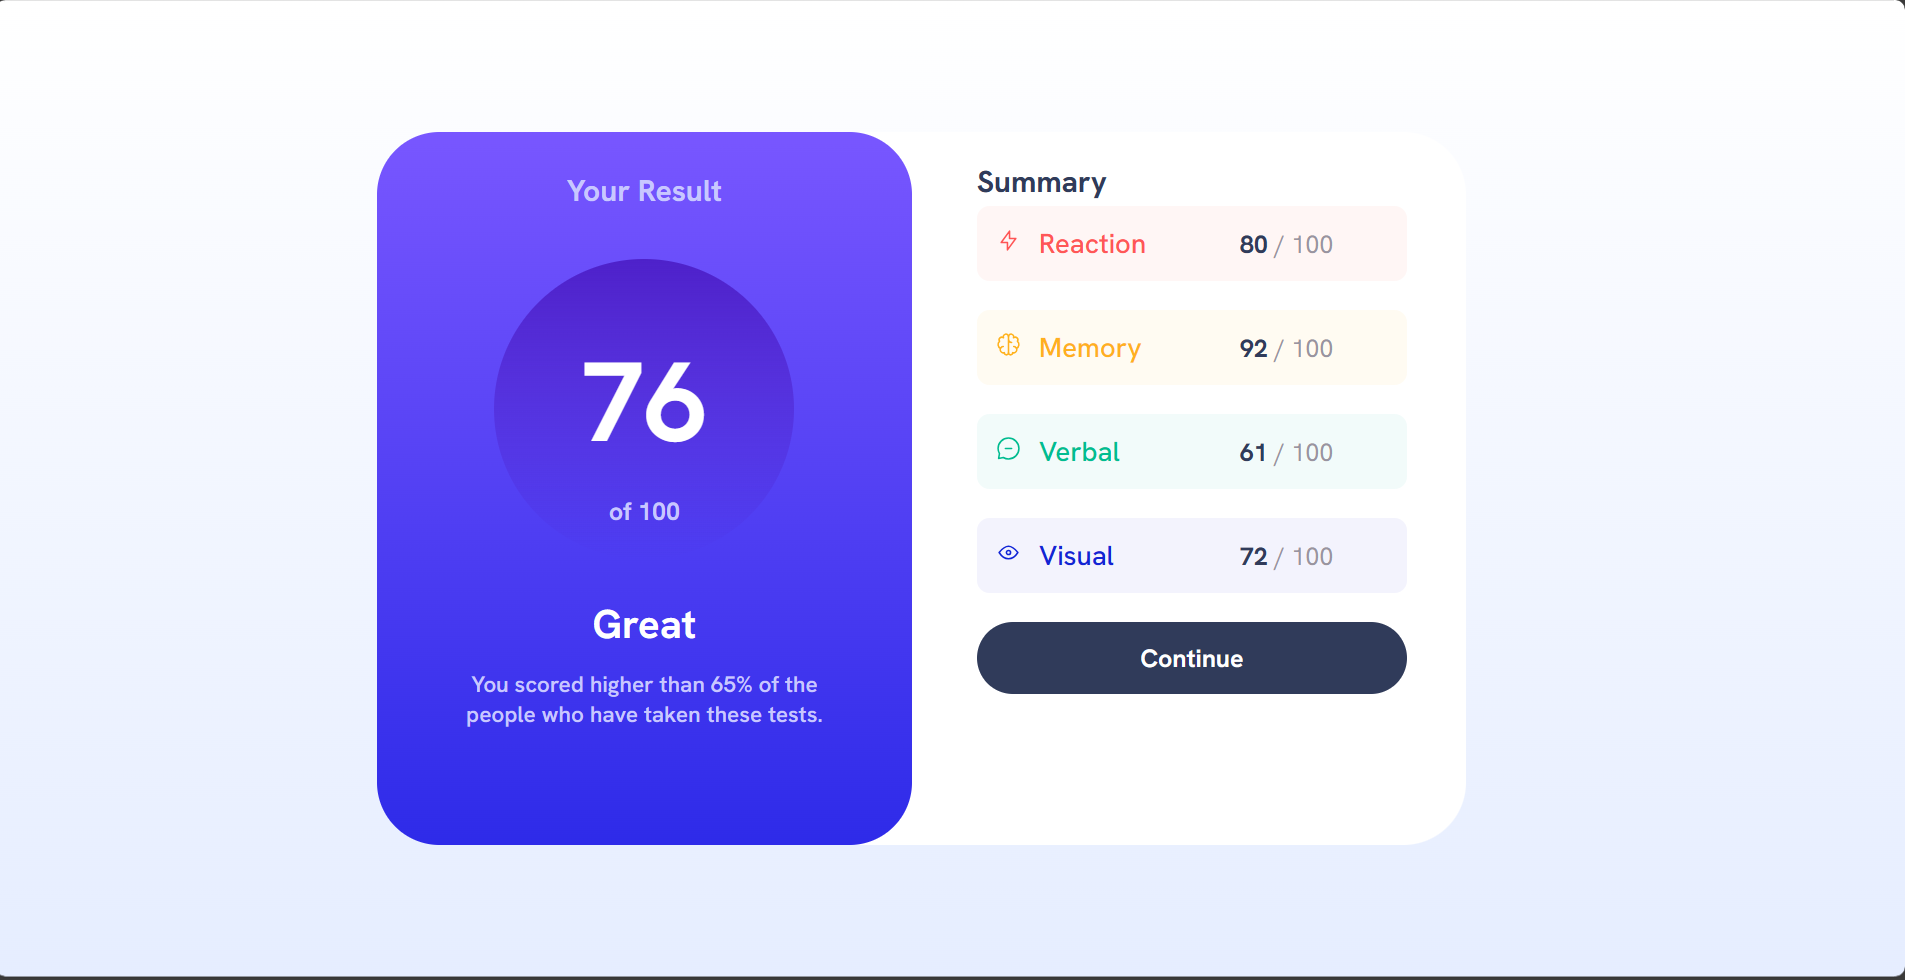 Your Result
76
of 100
Great
You scored higher than 65% of the
people who have taken these tests.
Summary
Reaction 80 / 100
Memory 92 / 100
Verbal 61 / 100
Visual 72 / 100
Continue